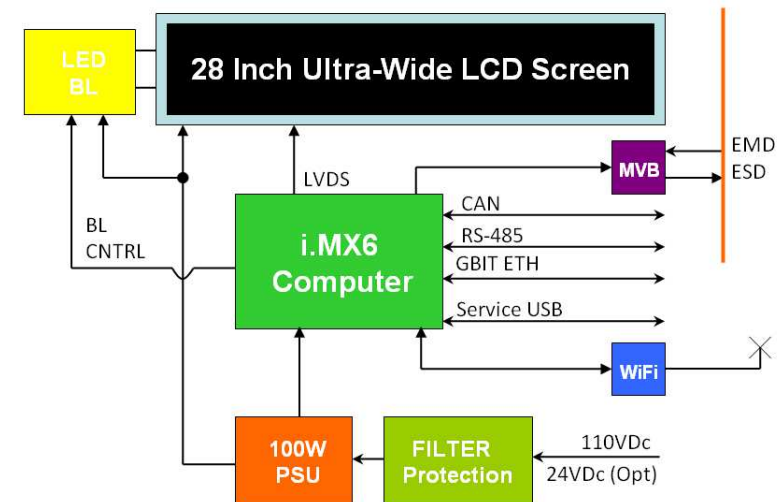 LED
BL
28 Inch Ultra-Wide LCD Screen
EMD
MVB
ESD
LVDS
CAN
BL
CNTRL
i.MX6
Computer
RS-485
GBIT ETH
Service USB
WiFi
100W
PSU
FILTER
Protection
110VDc
24VDc (Opt)